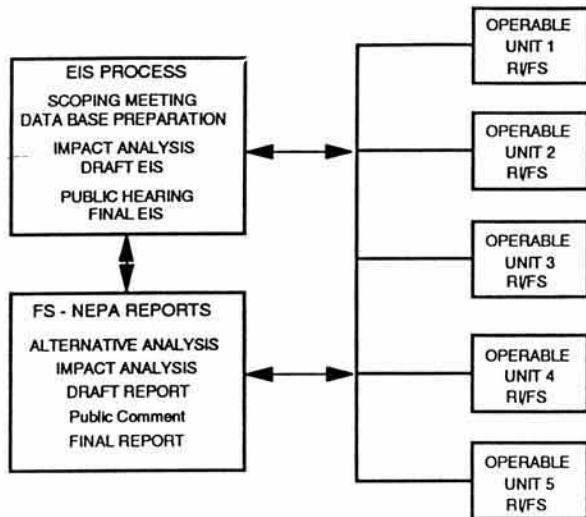 EIS PROCESS
SCOPING MEETING
DATA BASE PREPARATION
IMPACT ANALYSIS
DRAFT EIS
PUBLIC HEARING
FINAL EIS
FS - NEPA REPORTS
ALTERNATIVE ANALYSIS
IMPACT ANALYSIS
DRAFT REPORT
Public Comment
FINAL REPORT
OPERABLE
UNIT 1
RI/FS
OPERABLE
UNIT 2
RI/FS
OPERABLE
UNIT 3
RI/FS
OPERABLE
UNIT 4
RI/FS
OPERABLE
UNIT 5
RI/FS